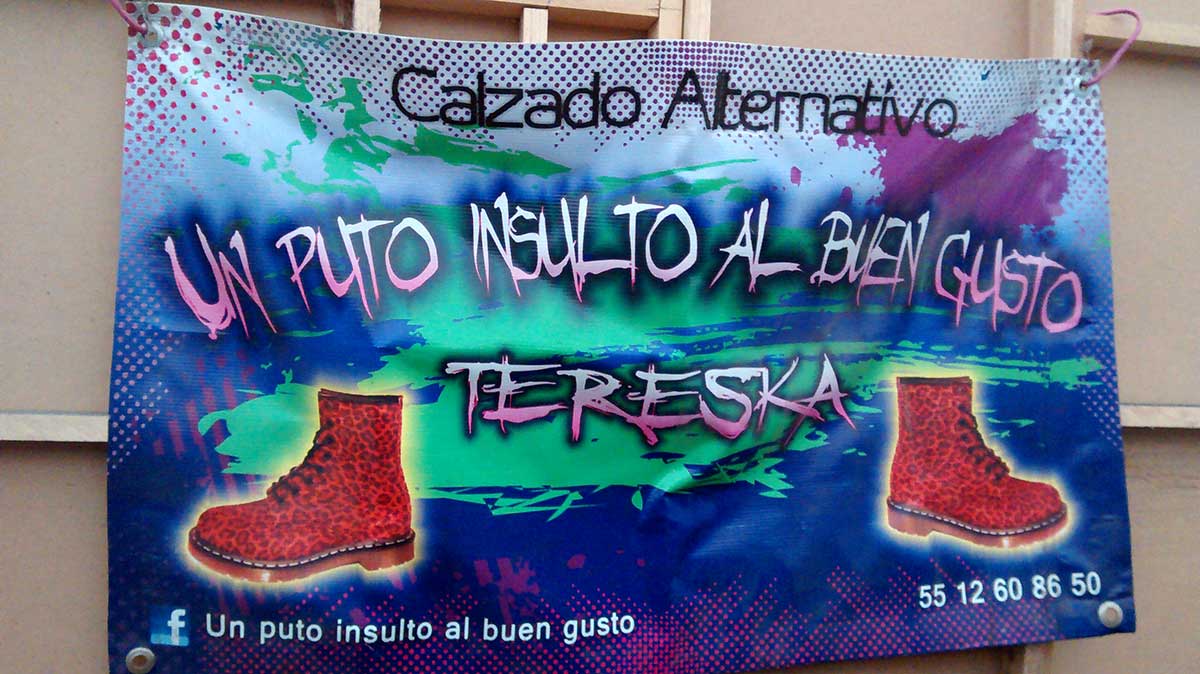 Calzado Alternativo
UN PUTO INSULTO AL BUEN GUSTO
TERESKA
55 12 60 86 50
f Un puto insulto al buen gusto